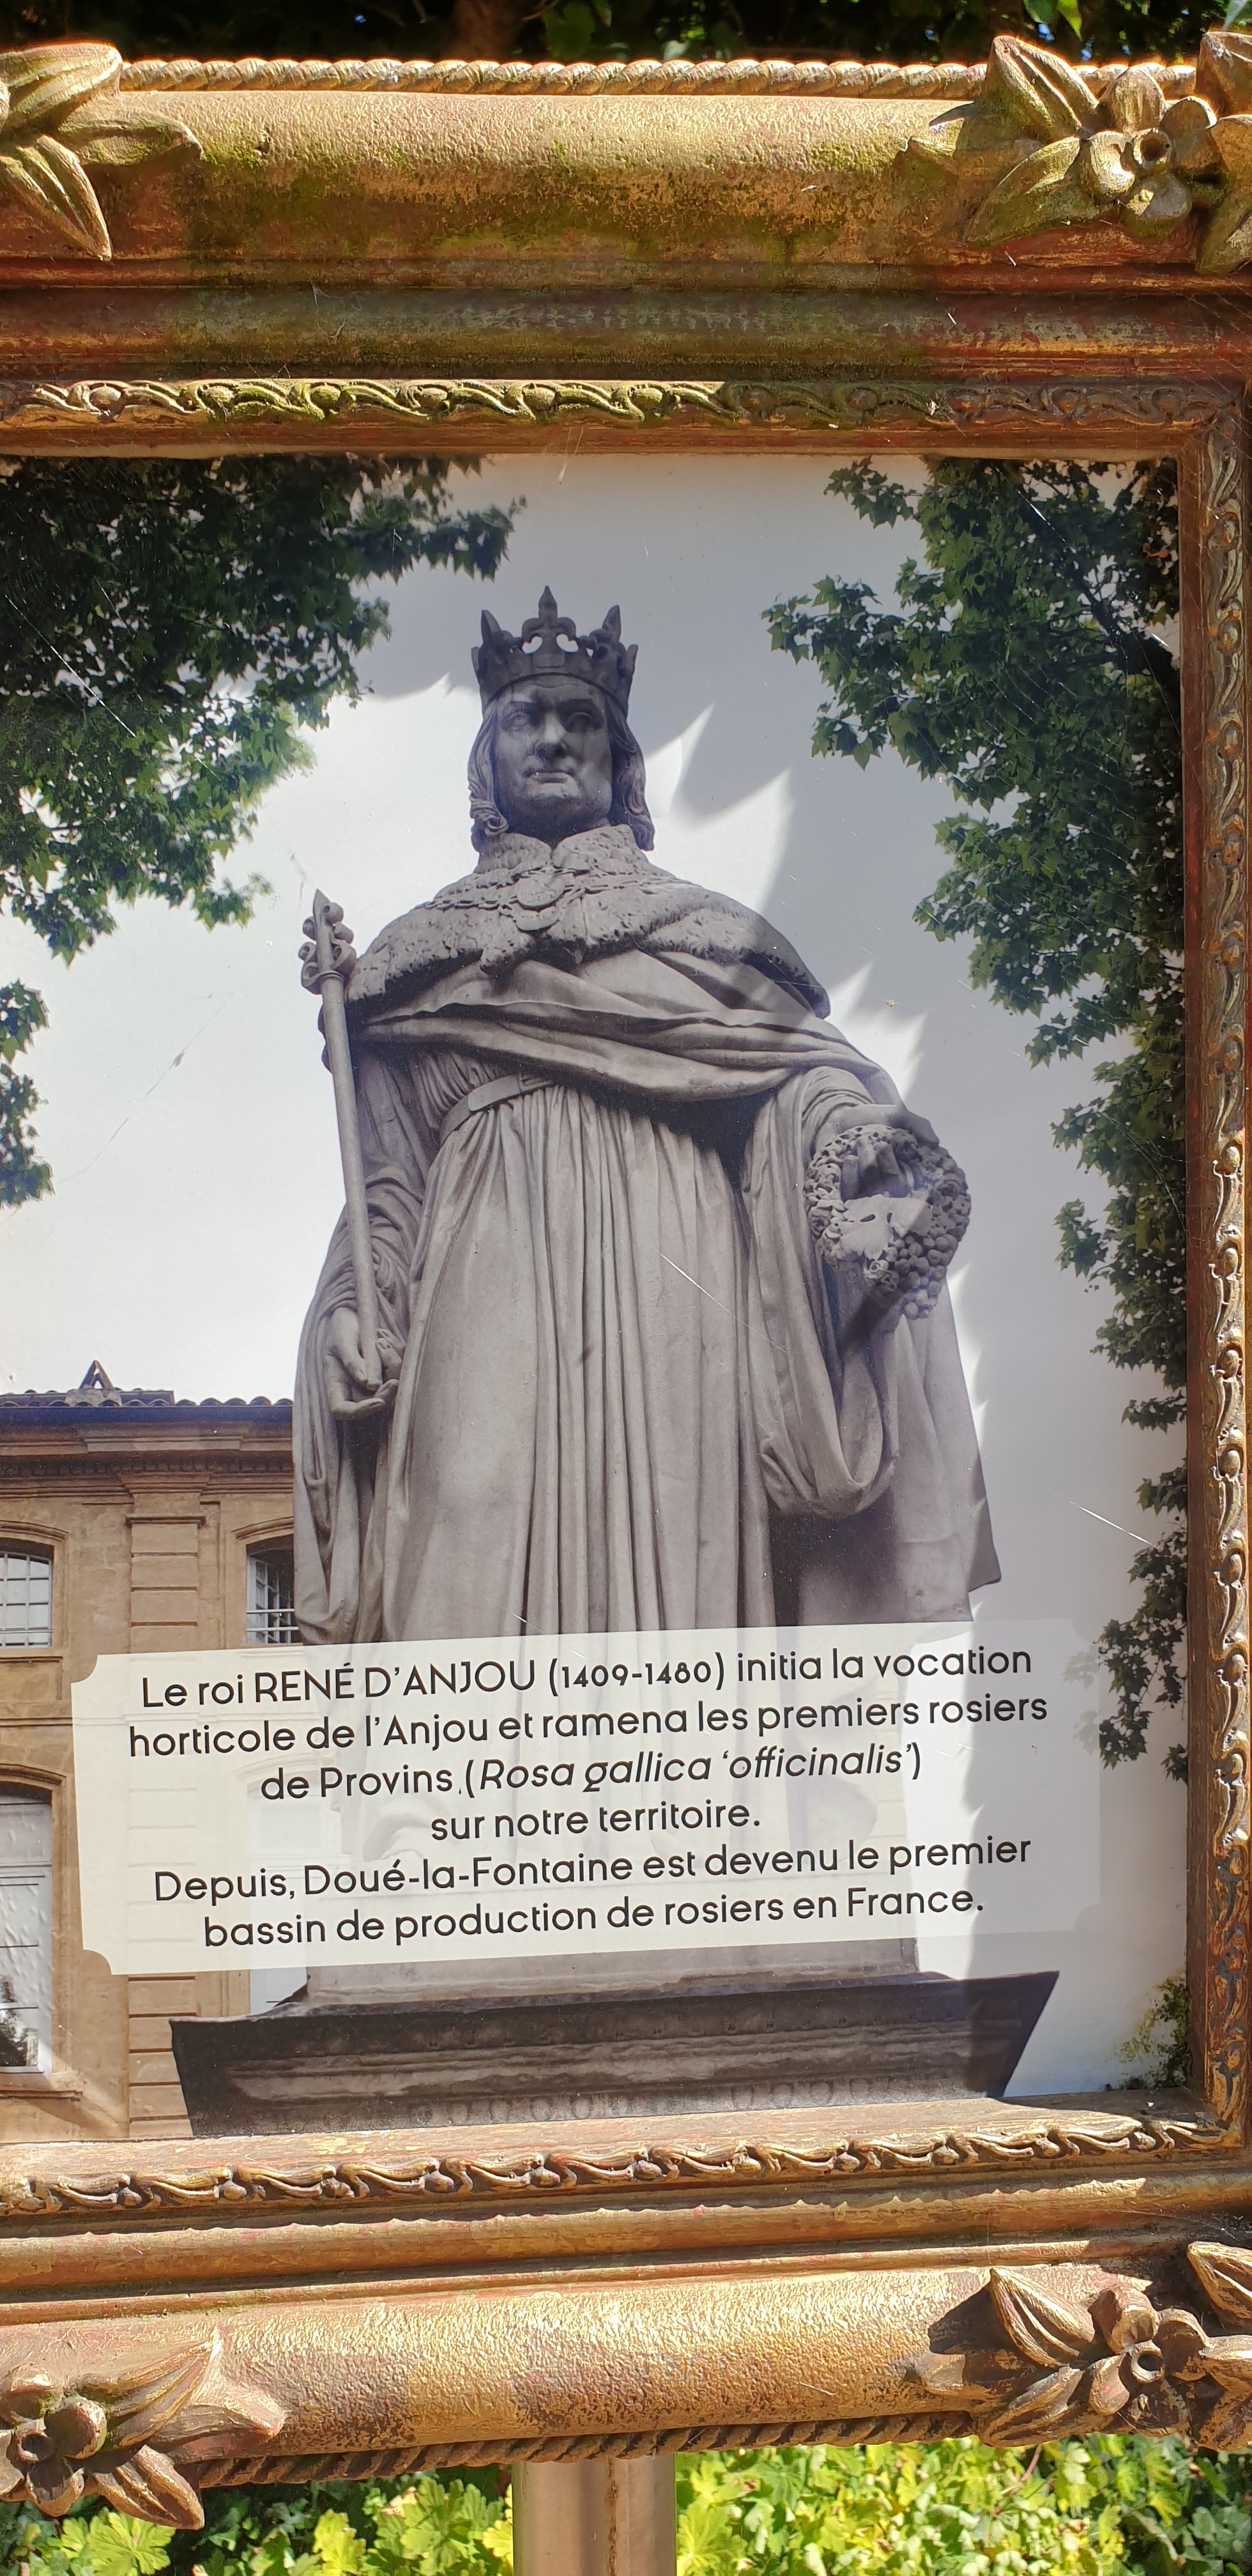 Le roi RENÉ D'ANJOU (1409-1480) initia la vocation
horticole de l'Anjou et ramena les premiers rosiers
de Provins (Rosa gallica ‘officinalis’)
sur notre territoire.
Depuis, Doué-la-Fontaine est devenu le premier
bassin de production de rosiers en France.